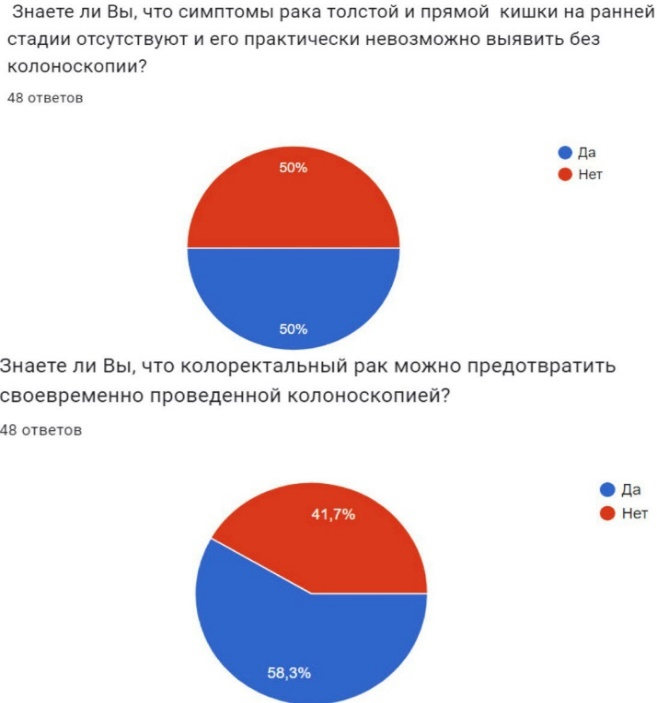 Знаете ли Вы, что симптомы рака толстой и прямой кишки на ранней
стадии отсутствуют и его практически невозможно выявить без
колоноскопии?
48 ответов
Да
Нет
50%
50%
Знаете ли Вы, что колоректальный рак можно предотвратить
своевременно проведенной колоноскопией?
48 ответов
Да
Нет
41,7%
58,3%